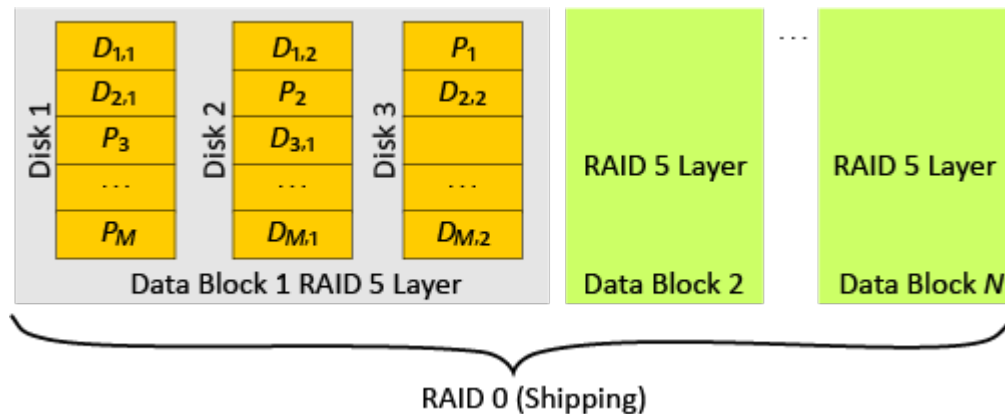 Disk 1
D1,1
D2,1
P3
...
PM
Disk 2
D1,2
P2
D3,1
...
DM,1
Disk 3
P1
D2,2
...
DM,2
Data Block 1 RAID 5 Layer
RAID 5 Layer
Data Block 2
...
RAID 5 Layer
Data Block N
RAID 0 (Shipping)